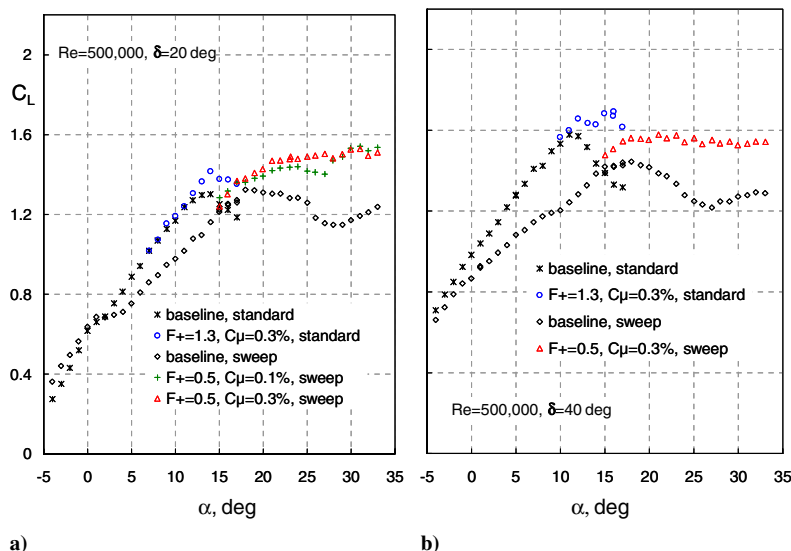 Re=500,000, δ=20 deg
C_L
2
1.6
1.2
0.8
0.4
0
-5 0 5 10 15 20 25 30 35
α, deg
baseline, standard
F+=1.3, Cμ=0.3%, standard
baseline, sweep
F+=0.5, Cμ=0.1%, sweep
F+=0.5, Cμ=0.3%, sweep
a)
baseline, standard
F+=1.3, Cμ=0.3%, standard
baseline, sweep
F+=0.5, Cμ=0.3%, sweep
Re=500,000, δ=40 deg
-5 0 5 10 15 20 25 30 35
α, deg
b)